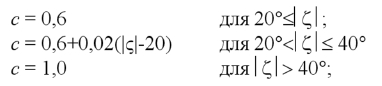 c = 0,6 для 20°≤|ζ|;
c = 0,6+0,02(|ς|-20) для 20°<|ζ|≤ 40°
c = 1,0 для|ζ|> 40°;